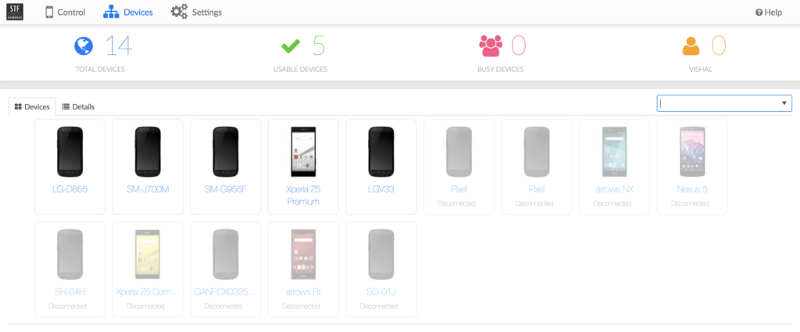 STF
Control
Devices
Settings
Help
14
TOTAL DEVICES
5
USABLE DEVICES
0
BUSY DEVICES
0
VISHAL
Devices
Details
LG-D855
SM-J700M
SM-G955F
Xperia Z5
Premium
LGV33
Pixel
Disconnected
Pixel
Disconnected
arrows NX
Disconnected
Nexus 5
Disconnected
SH-04H
Disconnected
Xperia Z5 Com...
Disconnected
GANPCX0325...
Disconnected
arrows Fit
Disconnected
SO-01J
Disconnected